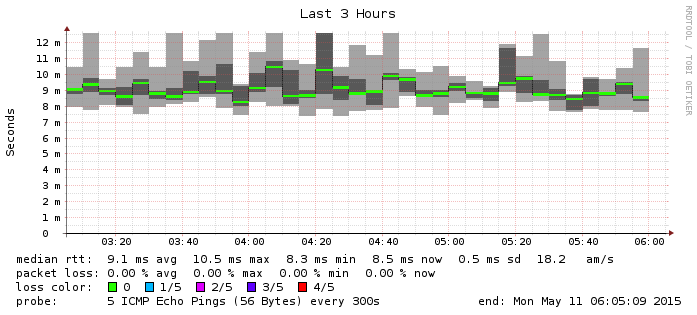 Last 3 Hours
RRDTOOL / TOBI OETIKER
Seconds
12 m
11 m
10 m
9 m
8 m
7 m
6 m
5 m
4 m
3 m
2 m
1 m
0
03:20 03:40 04:00 04:20 04:40 05:00 05:20 05:40 06:00
median rtt: 9.1 ms avg 10.5 ms max 8.3 ms min 8.5 ms now 0.5 ms sd 18.2 am/s
packet loss: 0.00 % avg 0.00 % max 0.00 % min 0.00 % now
loss color: 0 1/5 2/5 3/5 4/5
probe: 5 ICMP Echo Pings (56 Bytes) every 300s end: Mon May 11 06:05:09 2015